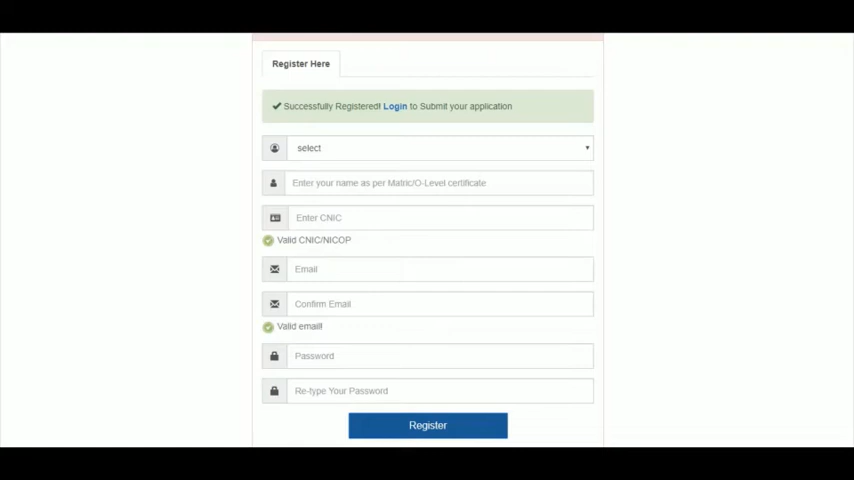 Register Here
Successfully Registered! Login to Submit your application
select
Enter your name as per Matric/O-Level certificate
Enter CNIC
Valid CNIC/NICOP
Email
Confirm Email
Valid email!
Password
Re-type Your Password
Register